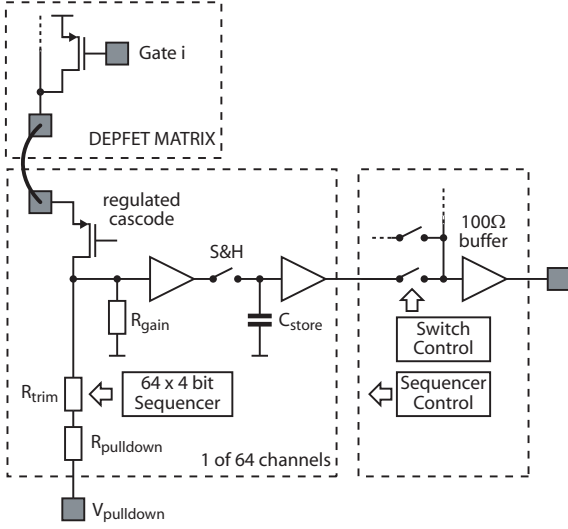 Gate i
DEPFET MATRIX
regulated
cascode
S&H
100Ω
buffer
Rgain
Cstore
Switch
Control
Rtrim
64 x 4 bit
Sequencer
Sequencer
Control
Rpulldown
1 of 64 channels
Vpulldown